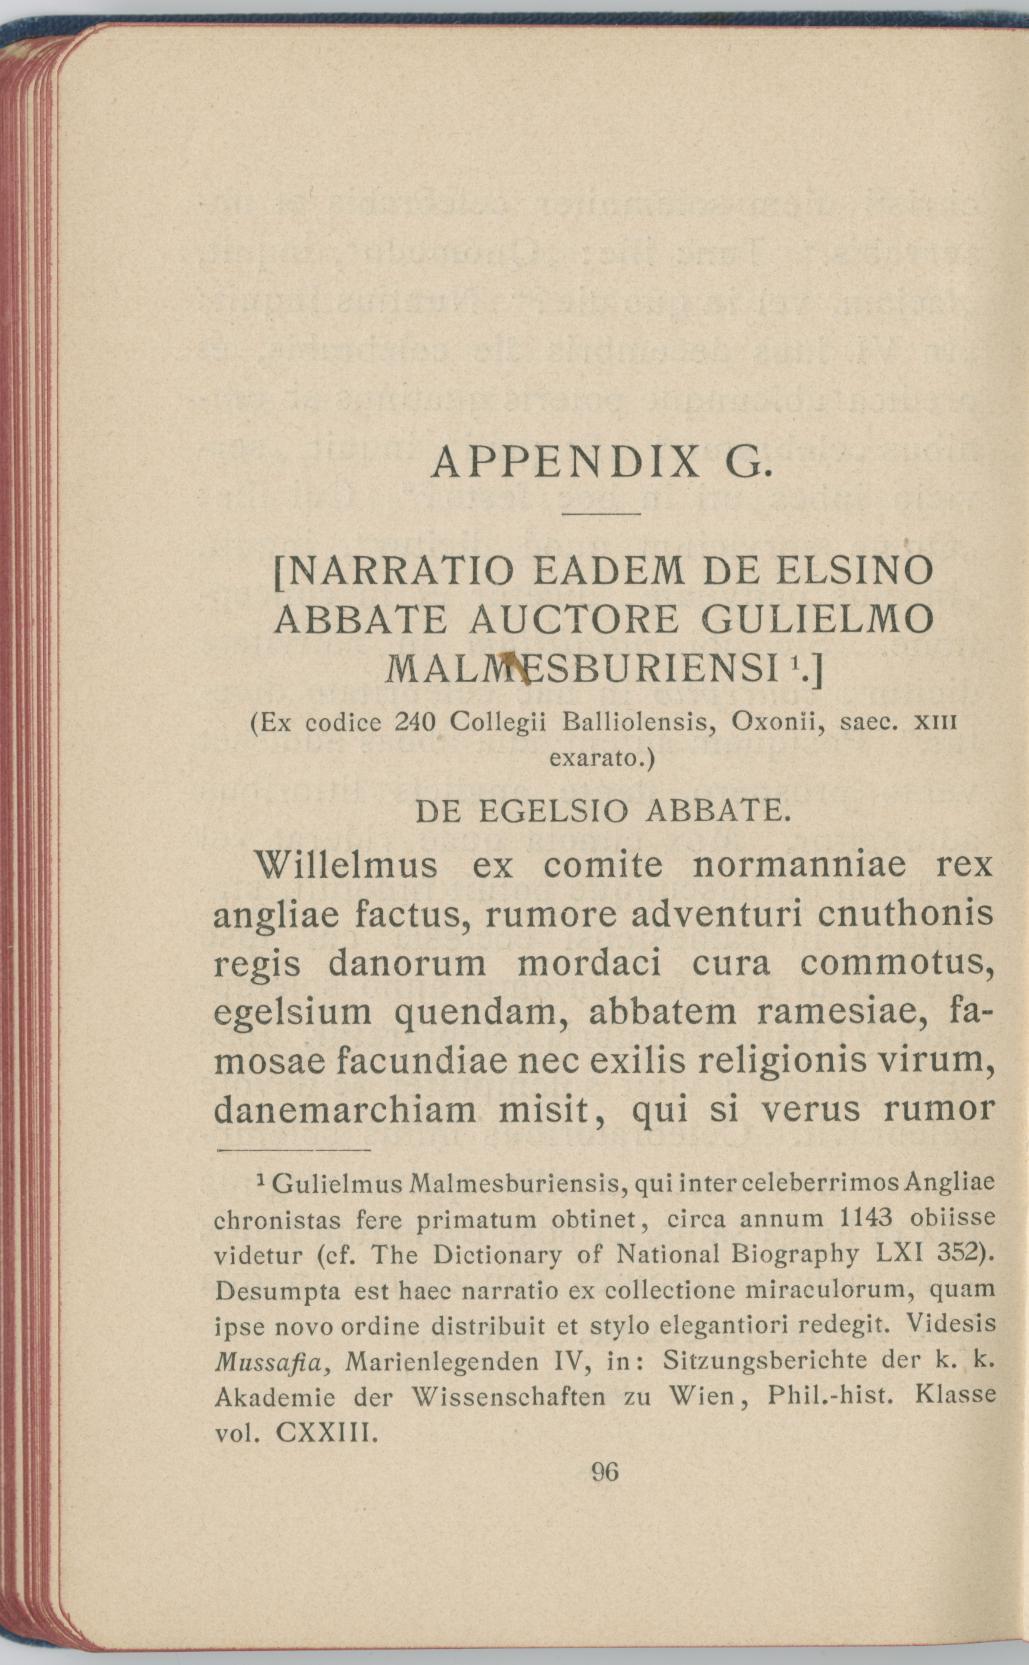 APPENDIX G.
[NARRATIO EADEM DE ELSINO
ABBATE AUCTORE GULIELMO
MALMESBURIENSI ¹.]
(Ex codice 240 Collegii Balliolensis, Oxonii, saec. XIII
exarato.)
DE EGELSIO ABBATE.
Willelmus ex comite normanniae rex
angliae factus, rumore adventuri cnuthonis
regis danorum mordaci cura commotus,
egelsium quendam, abbatem ramesiae, fa-
mosae facundiae nec exilis religionis virum,
danemarchiam misit, qui si verus rumor
¹ Gulielmus Malmesburiensis, qui inter celeberrimos Angliae
chronistas fere primatum obtinet, circa annum 1143 obiisse
videtur (cf. The Dictionary of National Biography LXI 352).
Desumpta est haec narratio ex collectione miraculorum, quam
ipse novo ordine distribuit et stylo elegantiori redegit. Videsis
Mussafia, Marienlegenden IV, in: Sitzungsberichte der k. k.
Akademie der Wissenschaften zu Wien, Phil.-hist. Klasse
vol. CXXIII.
96